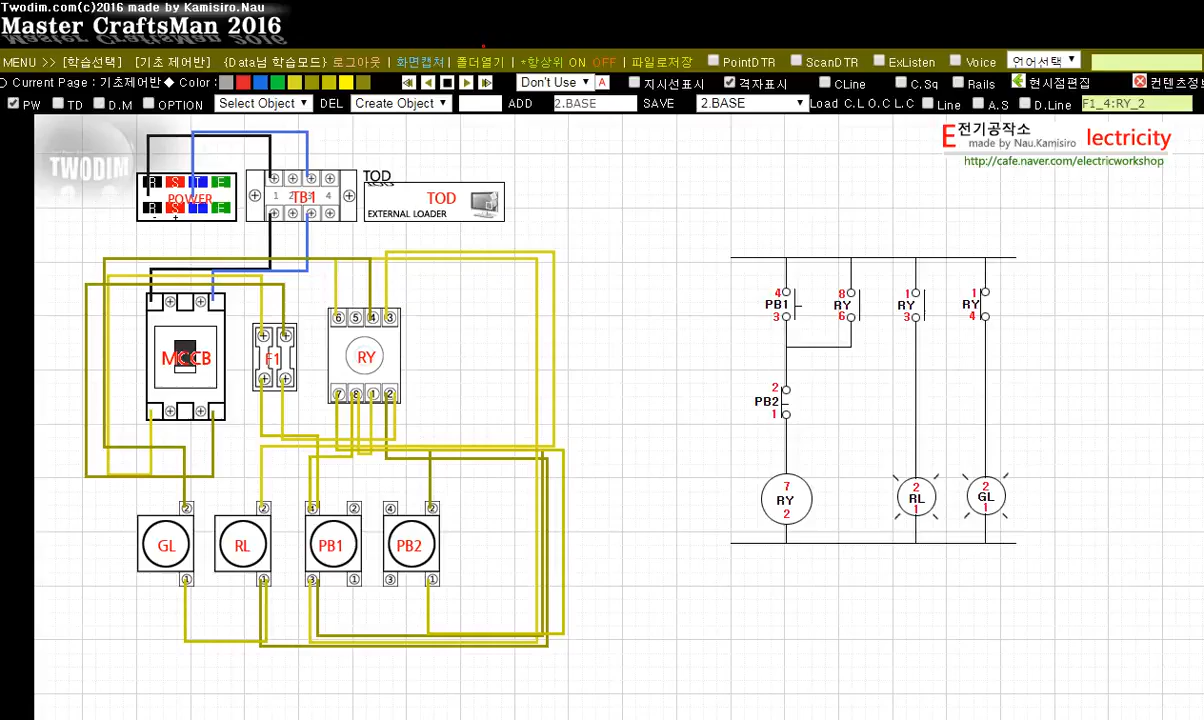 Twodim.com(c)2016 made by Kamisiro.Nau
Master CraftsMan 2016
MENU >> [학습선택] [기초 제어반] {Data님 학습모드} 로그아웃 | 화면캡쳐 | 폴더열기 | *항상위 ON OFF | 파일로저장 PointDTR ScanDTR ExListen Voice 언어선택
Current Page : 기초제어반◆ Color : Don't Use A 지시선표시 격자표시 CLine C.Sq Rails 현시점편집 컨텐츠정보
PW TD D.M OPTION Select Object DEL Create Object ADD 2.BASE SAVE 2.BASE Load C.L O.C L.C Line A.S D.Line F1_4:RY_2
E 전기공작소 lectricity
made by Nau.Kamisiro
http://cafe.naver.com/electricworkshop
TWODIM
R S T E
POWER
R S T E
- +
1 2 TB1 3 4
TOD
TOD
EXTERNAL LOADER
MCCB
F1
6 5 4 3
RY
7 8 1 2
2
GL
1
2
RL
1
4 2
PB1
3 1
4 2
PB2
3 1
4
PB1
3
8
RY
6
1
RY
3
1
RY
4
2
PB2
1
7
RY
2
2
RL
1
2
GL
1